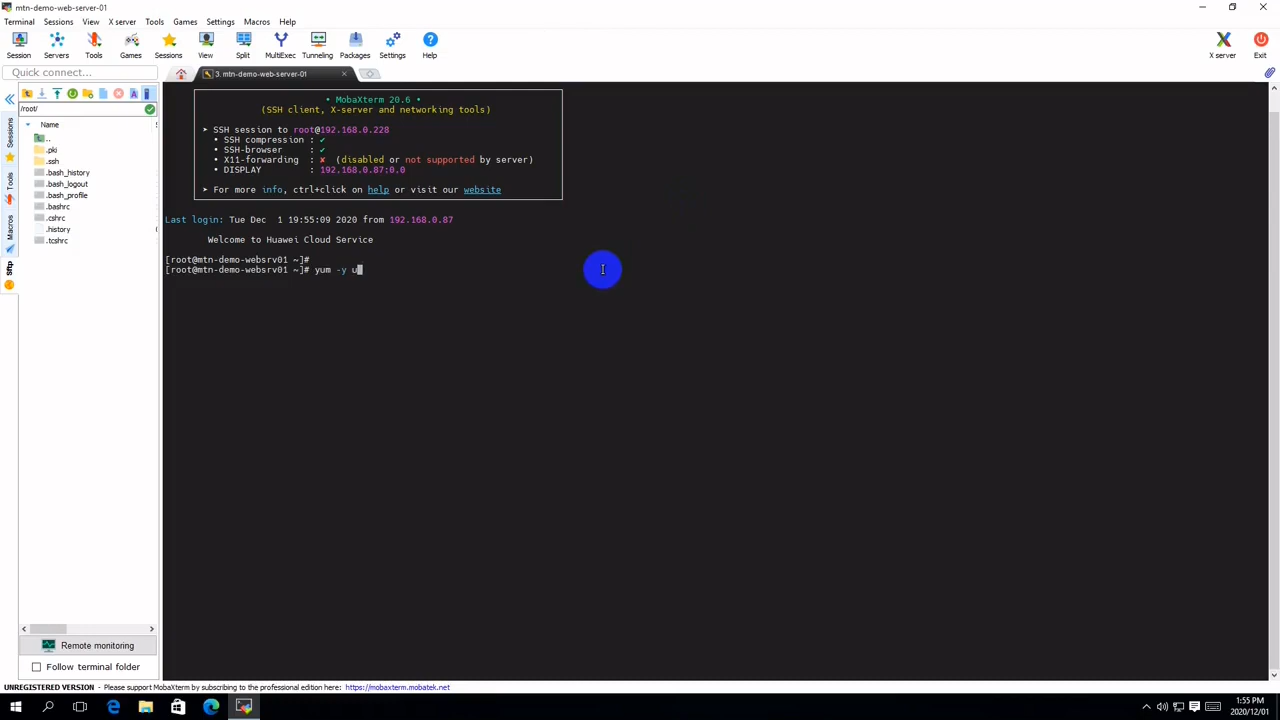 mtn-demo-web-server-01
Terminal Sessions View X server Tools Games Settings Macros Help
Session Servers Tools Games Sessions View Split MultiExec Tunneling Packages Settings Help X server Exit
Quick connect...
3. mtn-demo-web-server-01
/root/
Name
..
.pki
.ssh
.bash_history
.bash_logout
.bash_profile
.bashrc
.cshrc
.history
.tcshrc
Sessions
Tools
Macros
Sftp
• MobaXterm 20.6 •
(SSH client, X-server and networking tools)
➤ SSH session to root@192.168.0.228
• SSH compression : ✔
• SSH-browser : ✔
• X11-forwarding : ✘ (disabled or not supported by server)
• DISPLAY : 192.168.0.87:0.0
➤ For more info, ctrl+click on help or visit our website
Last login: Tue Dec 1 19:55:09 2020 from 192.168.0.87
Welcome to Huawei Cloud Service
[root@mtn-demo-websrv01 ~]#
[root@mtn-demo-websrv01 ~]# yum -y u
Remote monitoring
Follow terminal folder
UNREGISTERED VERSION - Please support MobaXterm by subscribing to the professional edition here: https://mobaxterm.mobatek.net
1:55 PM
2020/12/01